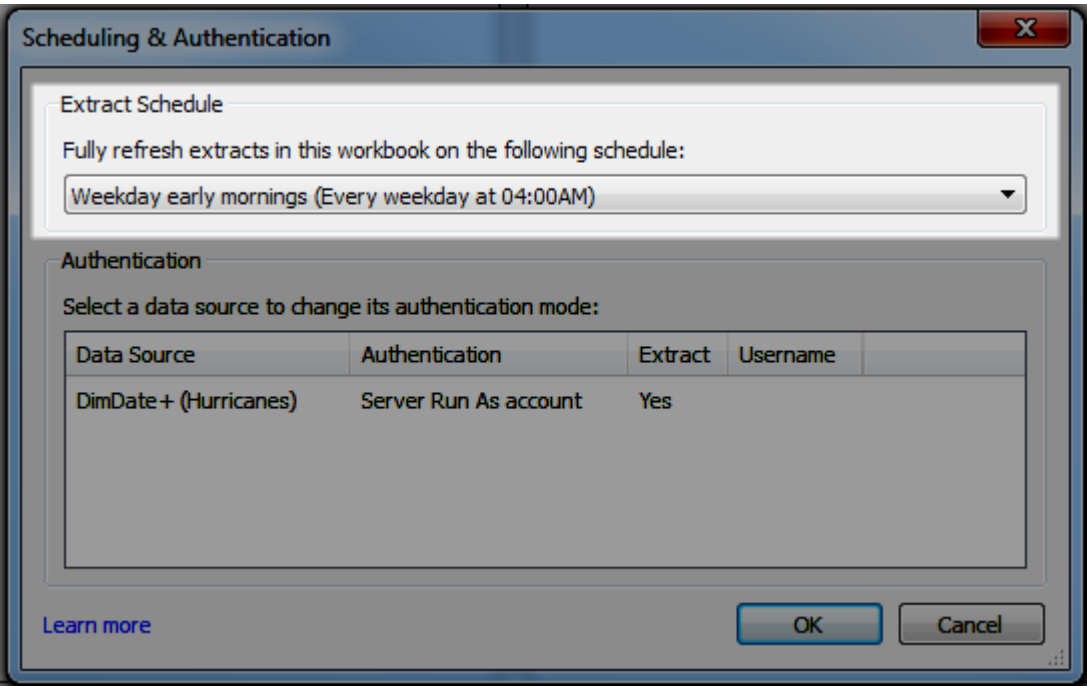 Scheduling & Authentication
Extract Schedule
Fully refresh extracts in this workbook on the following schedule:
Weekday early mornings (Every weekday at 04:00AM)
Authentication
Select a data source to change its authentication mode:
Data Source Authentication Extract Username
DimDate+ (Hurricanes) Server Run As account Yes
Learn more OK Cancel